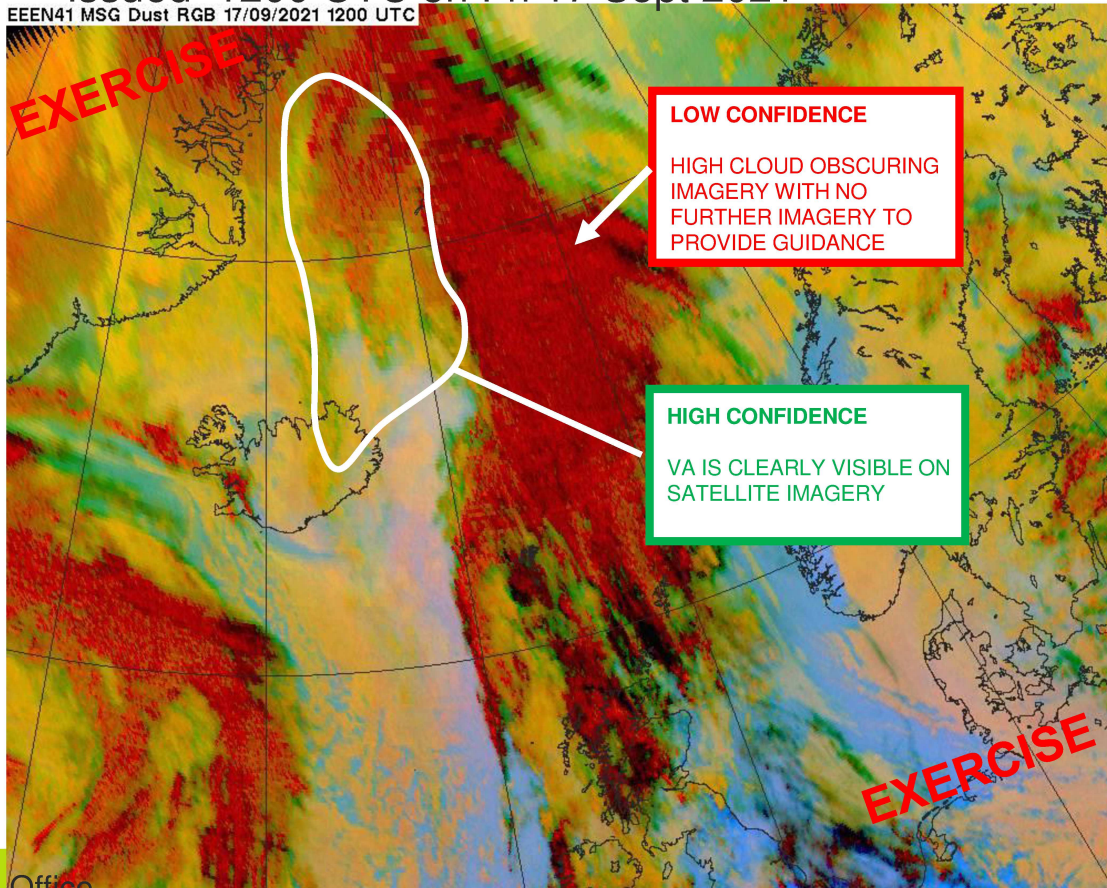 EEEN41 MSG Dust RGB 17/09/2021 1200 UTC
EXERCISE
LOW CONFIDENCE
HIGH CLOUD OBSCURING
IMAGERY WITH NO
FURTHER IMAGERY TO
PROVIDE GUIDANCE
HIGH CONFIDENCE
VA IS CLEARLY VISIBLE ON
SATELLITE IMAGERY
EXERCISE
Office